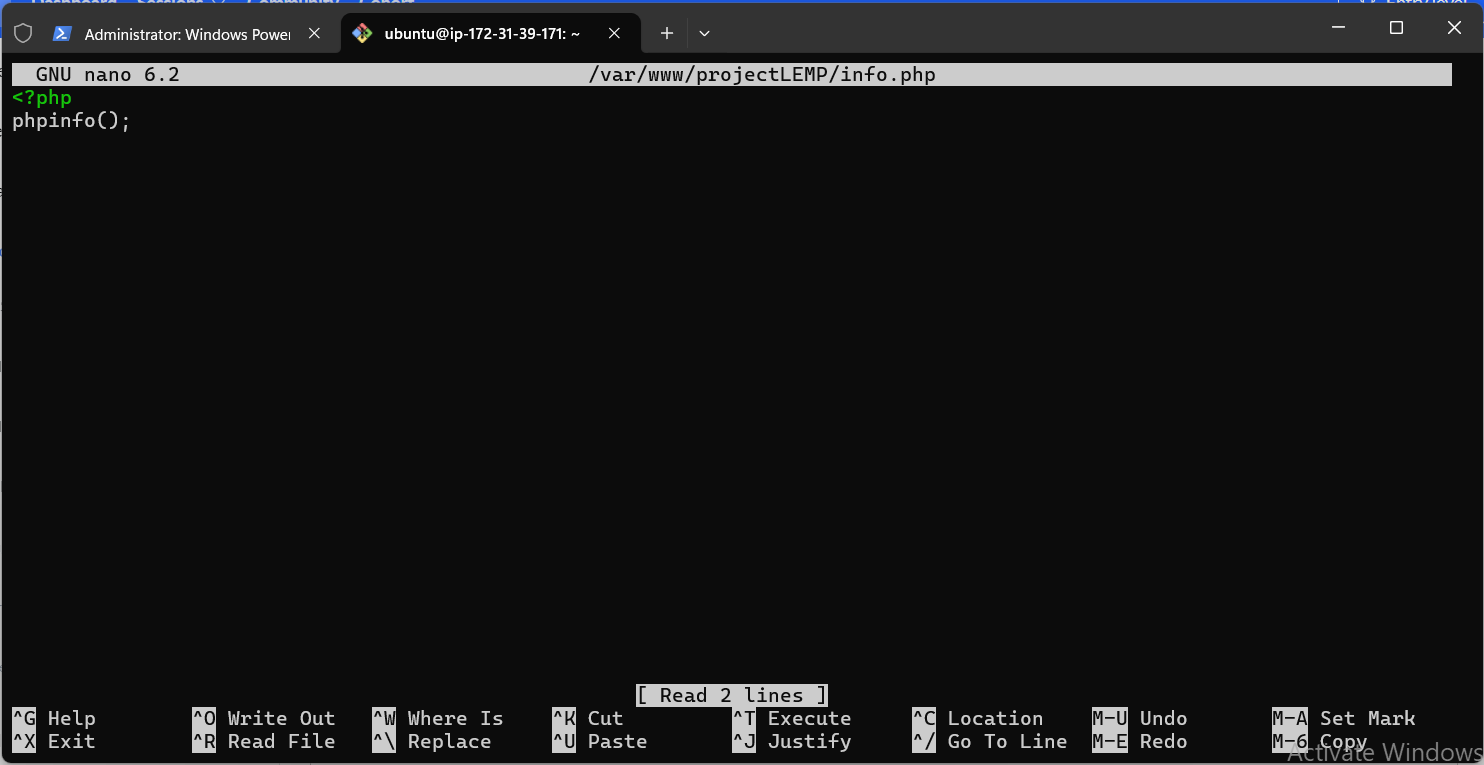 Administrator: Windows Powe
ubuntu@ip-172-31-39-171: ~
GNU nano 6.2 /var/www/projectLEMP/info.php
<?php
phpinfo();
[ Read 2 lines ]
^G Help ^O Write Out ^W Where Is ^K Cut ^T Execute ^C Location M-U Undo M-A Set Mark
^X Exit ^R Read File ^\ Replace ^U Paste ^J Justify ^/ Go To Line M-E Redo M-6 Copy
Activate Windows